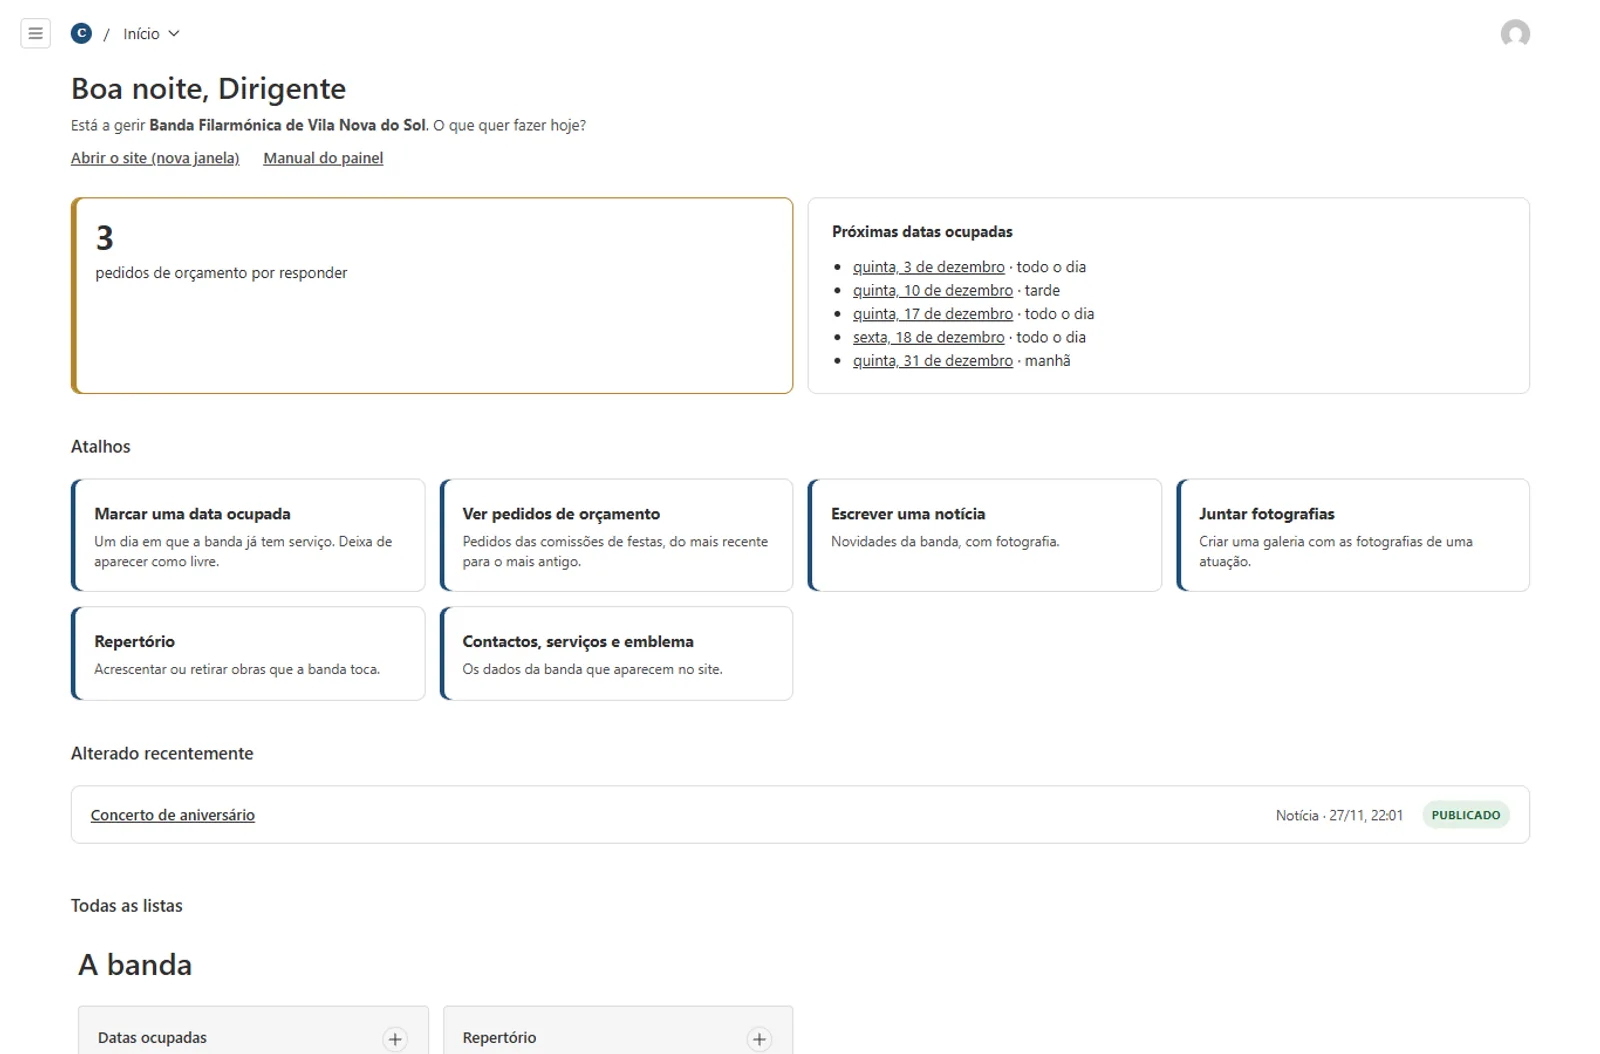 C / Início
Boa noite, Dirigente
Está a gerir Banda Filarmónica de Vila Nova do Sol. O que quer fazer hoje?
Abrir o site (nova janela) Manual do painel
3
pedidos de orçamento por responder
Próximas datas ocupadas
• quinta, 3 de dezembro · todo o dia
• quinta, 10 de dezembro · tarde
• quinta, 17 de dezembro · todo o dia
• sexta, 18 de dezembro · todo o dia
• quinta, 31 de dezembro · manhã
Atalhos
Marcar uma data ocupada
Um dia em que a banda já tem serviço. Deixa de
aparecer como livre.
Ver pedidos de orçamento
Pedidos das comissões de festas, do mais recente
para o mais antigo.
Escrever uma notícia
Novidades da banda, com fotografia.
Juntar fotografias
Criar uma galeria com as fotografias de uma
atuação.
Repertório
Acrescentar ou retirar obras que a banda toca.
Contactos, serviços e emblema
Os dados da banda que aparecem no site.
Alterado recentemente
Concerto de aniversário Notícia · 27/11, 22:01 PUBLICADO
Todas as listas
A banda
Datas ocupadas +
Repertório +